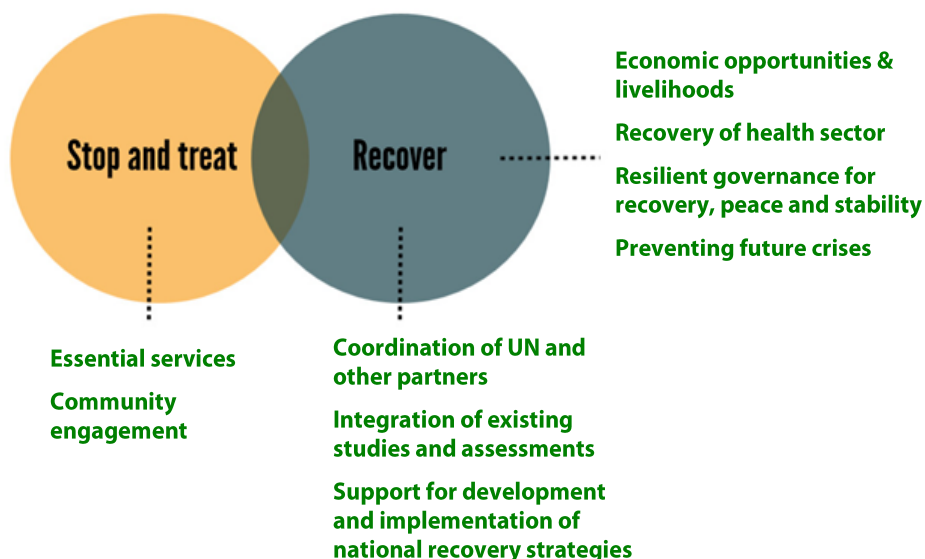 Stop and treat
Recover
Economic opportunities &
livelihoods
Recovery of health sector
Resilient governance for
recovery, peace and stability
Preventing future crises
Essential services
Community
engagement
Coordination of UN and
other partners
Integration of existing
studies and assessments
Support for development
and implementation of
national recovery strategies